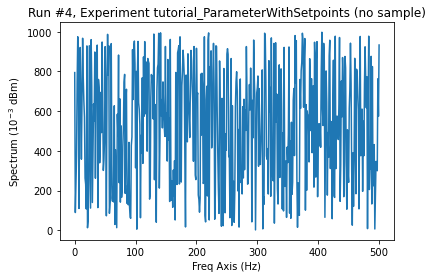 Run #4, Experiment tutorial_ParameterWithSetpoints (no sample)
1000
800
600
400
200
0
Spectrum (10⁻³ dBm)
0 100 200 300 400 500
Freq Axis (Hz)